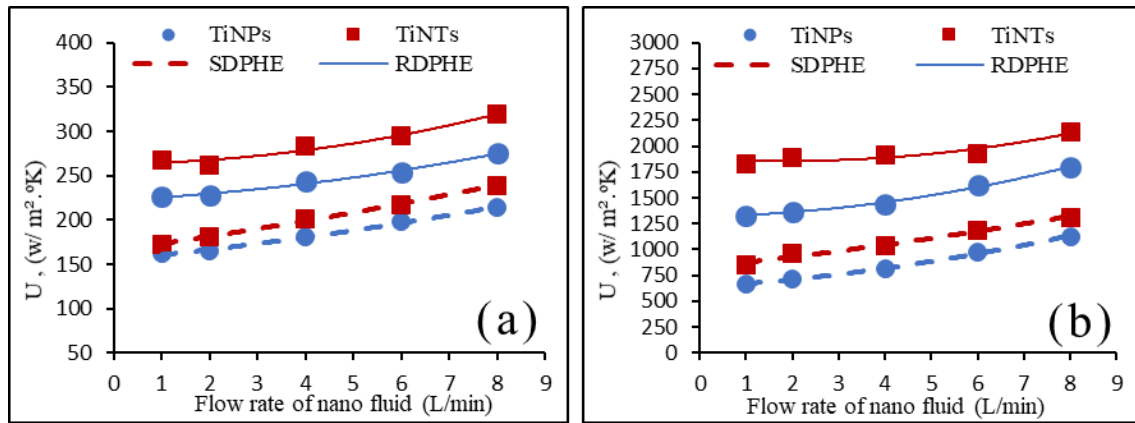 TiNPs TiNTs
SDPHE RDPHE
400
350
300
250
200
150
100
50
U , (w/ m².ºK)
0 1 2 3 4 5 6 7 8 9
Flow rate of nano fluid (L/min)
(a)
TiNPs TiNTs
SDPHE RDPHE
3000
2750
2500
2250
2000
1750
1500
1250
1000
750
500
250
0
U , (w/ m².ºK)
0 1 2 3 4 5 6 7 8 9
Flow rate of nano fluid (L/min)
(b)